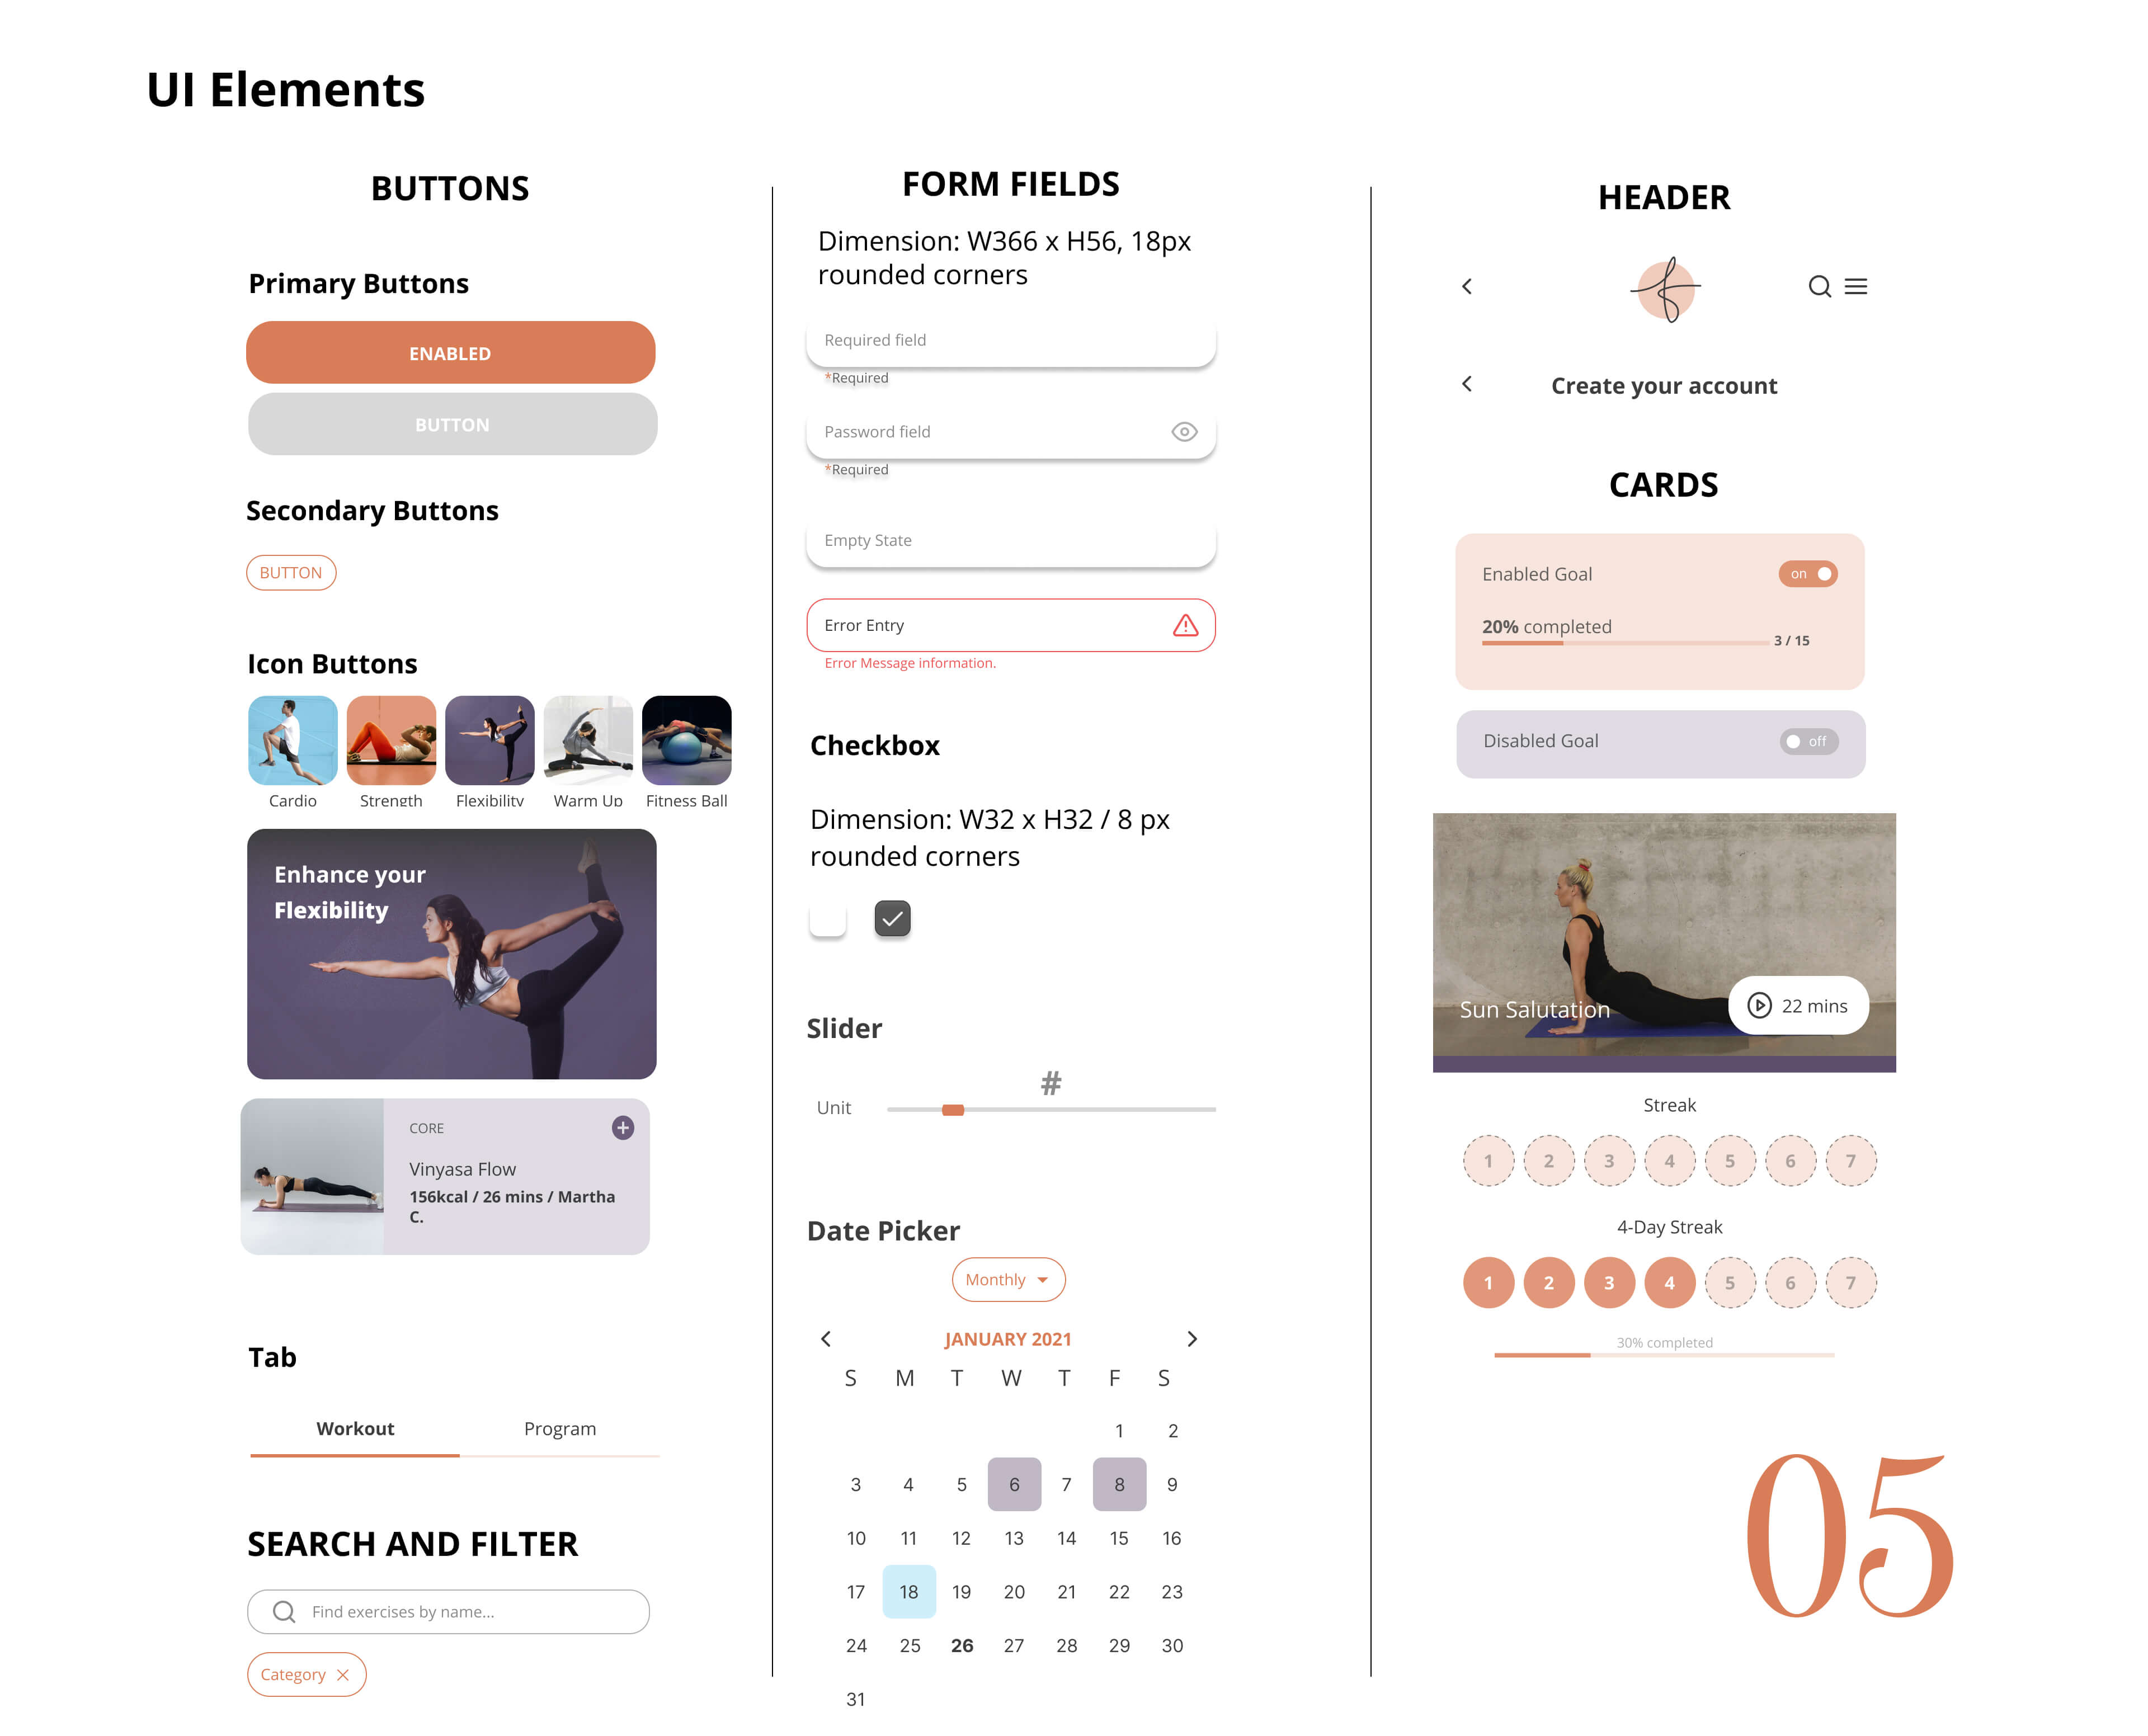 UI Elements
BUTTONS
Primary Buttons
ENABLED
BUTTON
Secondary Buttons
BUTTON
Icon Buttons
Cardio Strength Flexibility Warm Up Fitness Ball
Enhance your
Flexibility
CORE
Vinyasa Flow
156kcal / 26 mins / Martha
C.
Tab
Workout Program
SEARCH AND FILTER
Find exercises by name...
Category
FORM FIELDS
Dimension: W366 x H56, 18px
rounded corners
Required field
*Required
Password field
*Required
Empty State
Error Entry
Error Message information.
Checkbox
Dimension: W32 x H32 / 8 px
rounded corners
Slider
#
Unit
Date Picker
Monthly
JANUARY 2021
S M T W T F S
1 2
3 4 5 6 7 8 9
10 11 12 13 14 15 16
17 18 19 20 21 22 23
24 25 26 27 28 29 30
31
HEADER
Create your account
CARDS
Enabled Goal on
20% completed
3 / 15
Disabled Goal off
Sun Salutation 22 mins
Streak
1 2 3 4 5 6 7
4-Day Streak
1 2 3 4 5 6 7
30% completed
05